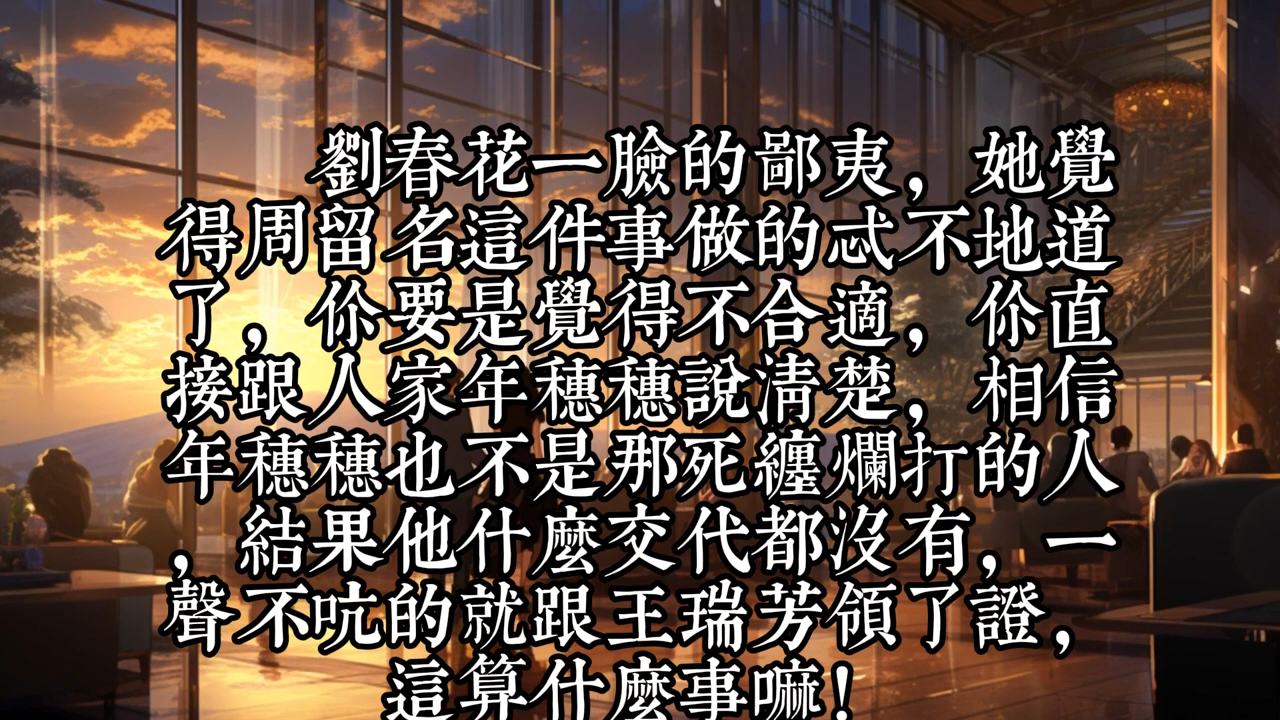 劉春花一臉的鄙夷，她覺
得周留名這件事做的忒不地道
了，你要是覺得不合適，你直
接跟人家年穗穗說清楚，相信
年穗穗也不是那死纏爛打的人
，結果他什麼交代都沒有，一
聲不吭的就跟王瑞芳領了證，
這算什麼事嘛！